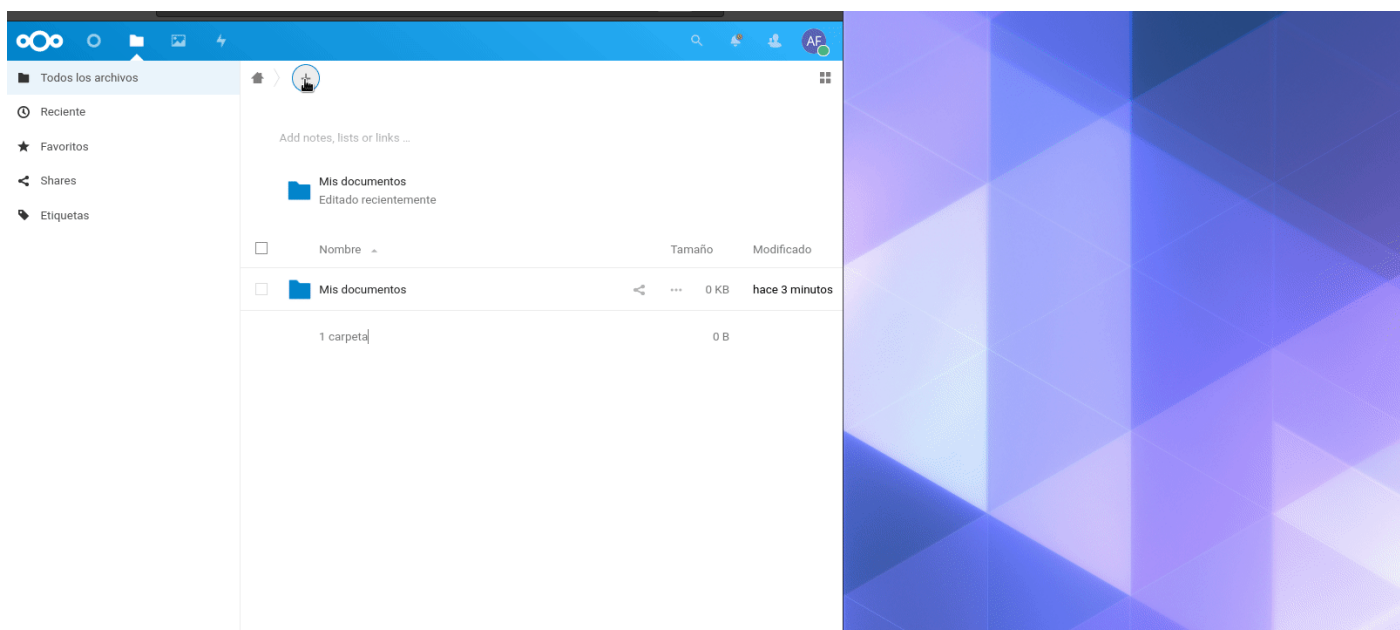 AF
Todos los archivos
Reciente
Favoritos
Shares
Etiquetas
Add notes, lists or links ...
Mis documentos
Editado recientemente
Nombre Tamaño Modificado
Mis documentos 0 KB hace 3 minutos
1 carpeta 0 B